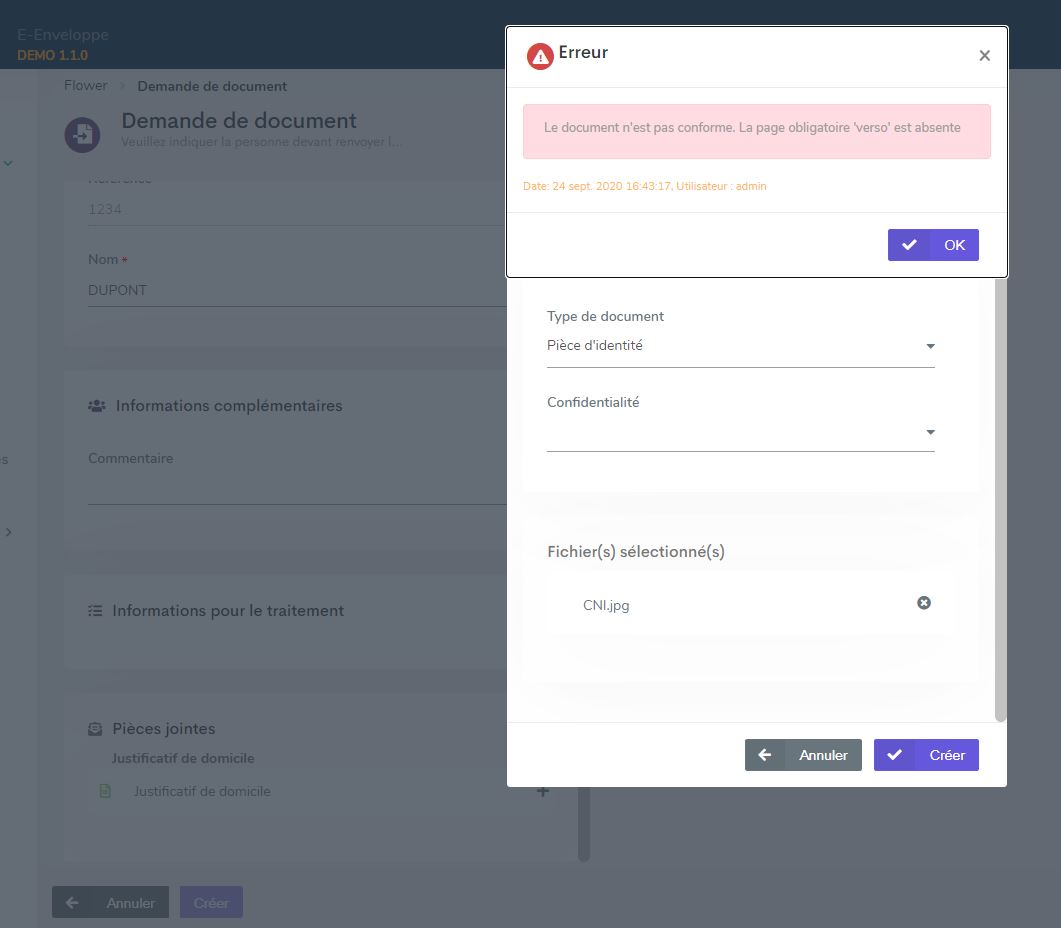 E-Enveloppe
DEMO 1.1.0
Flower > Demande de document
Demande de document
Veuillez indiquer la personne devant renvoyer l...
Référence
1234
Nom *
DUPONT
Informations complémentaires
Commentaire
Informations pour le traitement
Pièces jointes
Justificatif de domicile
Justificatif de domicile
Annuler
Créer
Erreur
Le document n'est pas conforme. La page obligatoire 'verso' est absente
Date: 24 sept. 2020 16:43:17, Utilisateur : admin
OK
Type de document
Pièce d'identité
Confidentialité
Fichier(s) sélectionné(s)
CNI.jpg
Annuler
Créer